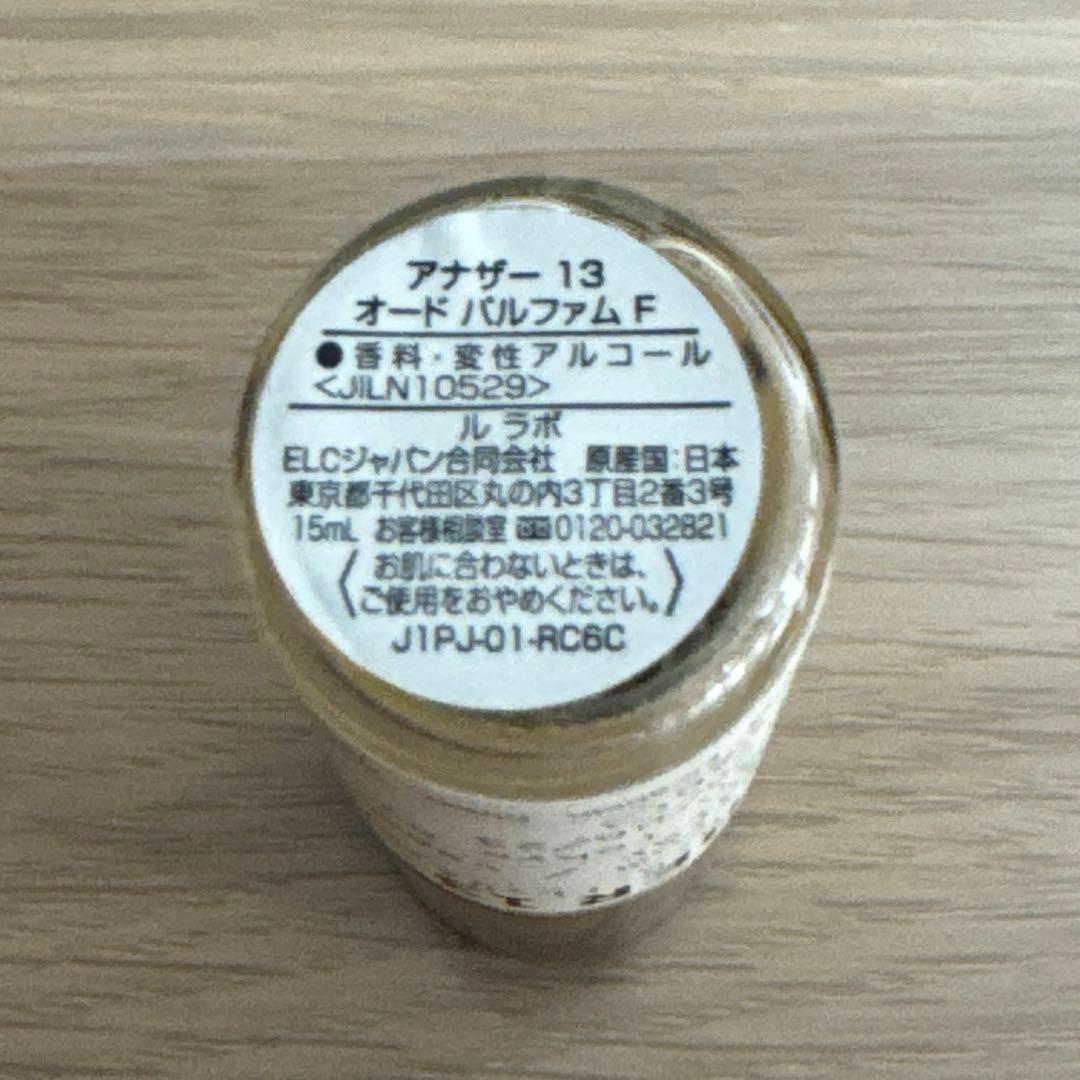 アナザー 13
オード パルファム F
●香料・変性アルコール
<JILN10529>
ル ラボ
ELCジャパン合同会社 原産国:日本
東京都千代田区丸の内3丁目2番3号
15mL お客様相談室 0120-032821
お肌に合わないときは、
ご使用をおやめください。
J1PJ-01-RC6C